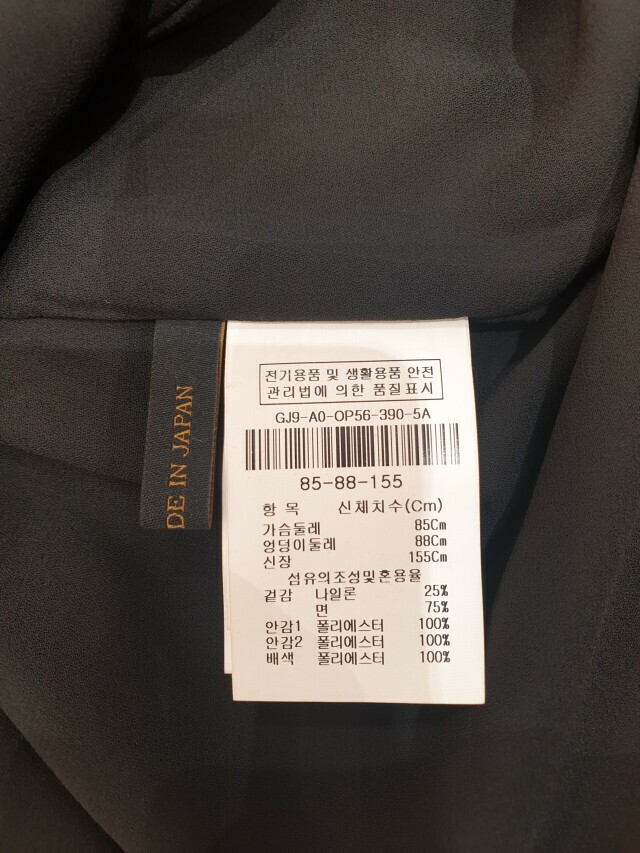 DE IN JAPAN
전기용품 및 생활용품 안전
관리법에 의한 품질표시
GJ9-A0-OP56-390-5A
85-88-155
항 목 신체치수(Cm)
가슴둘레 85Cm
엉덩이둘레 88Cm
신장 155Cm
섬유의조성및혼용율
겉감 나일론 25%
면 75%
안감1 폴리에스터 100%
안감2 폴리에스터 100%
배색 폴리에스터 100%